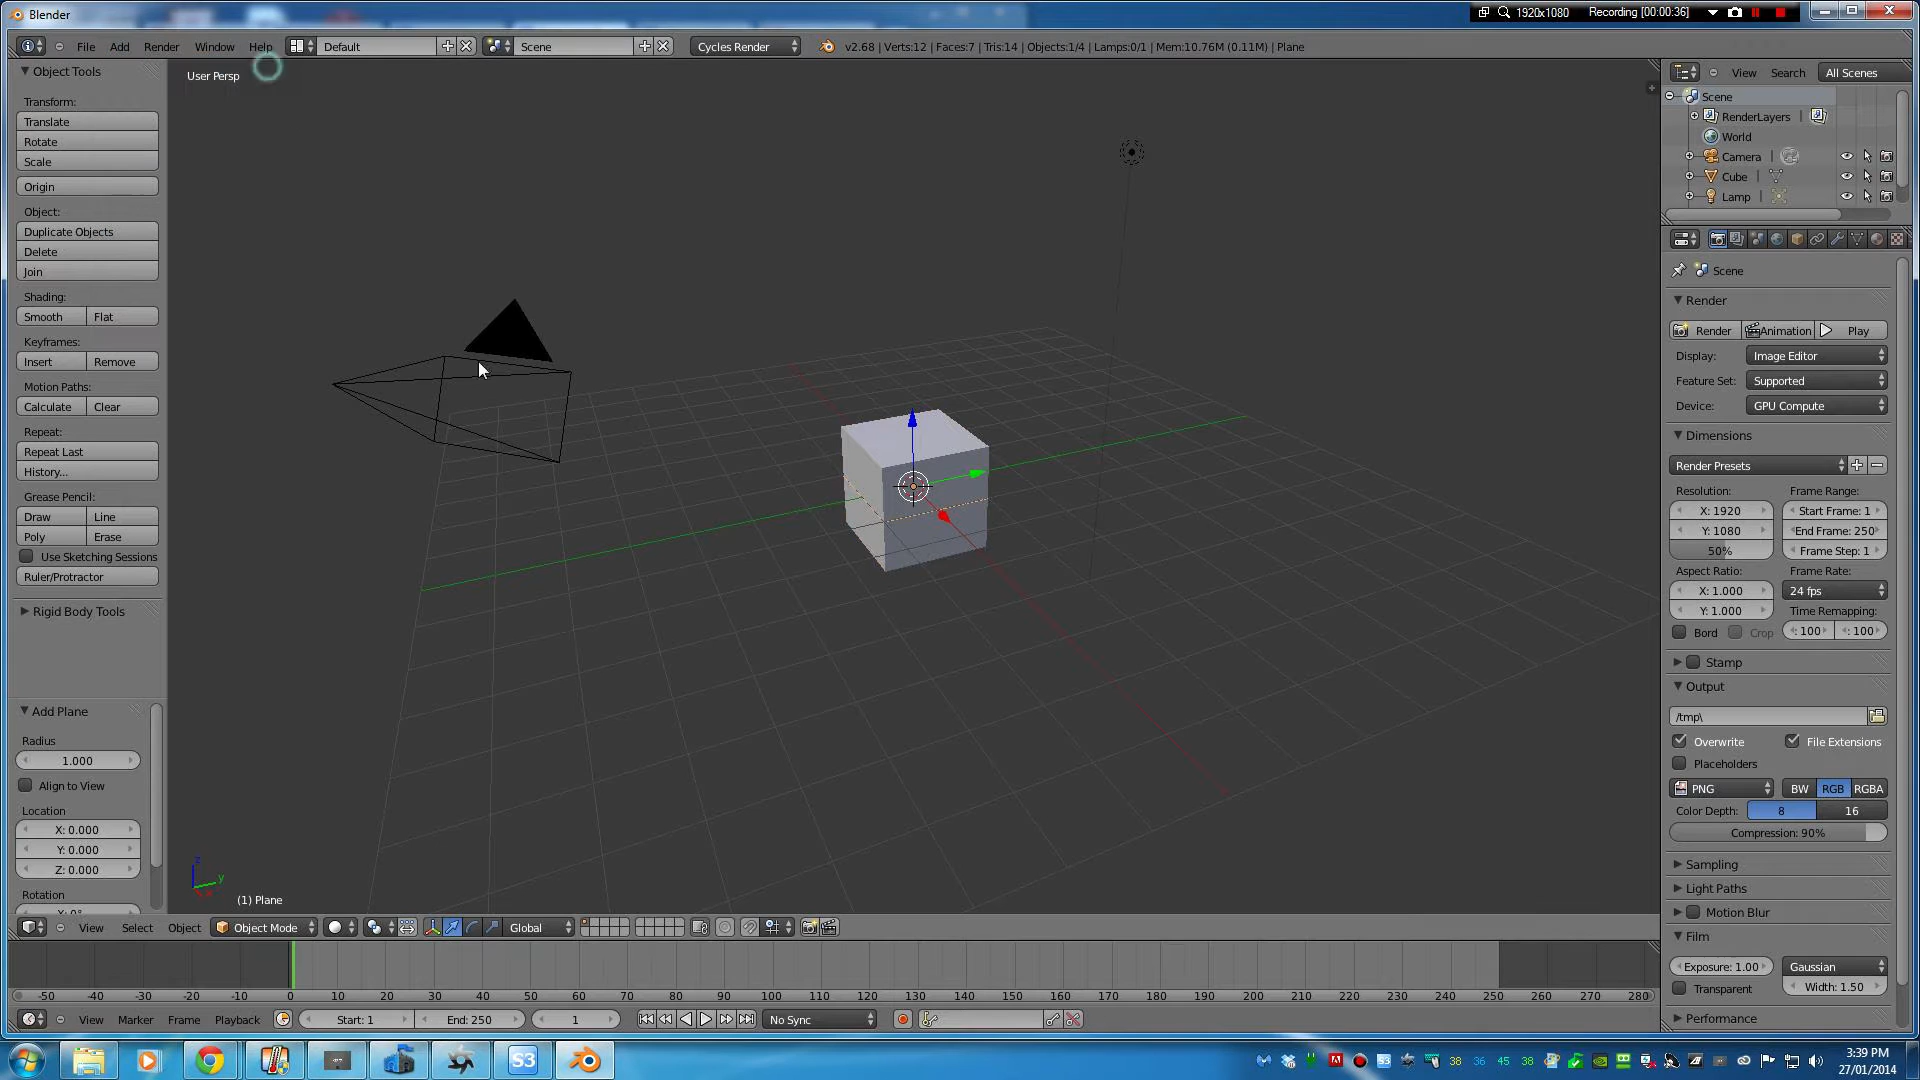 Blender
1920x1080 Recording [00:00:36]
File Add Render Window Help Default Scene Cycles Render v2.68 | Verts:12 | Faces:7 | Tris:14 | Objects:1/4 | Lamps:0/1 | Mem:10.76M (0.11M) | Plane
Object Tools
Transform:
Translate
Rotate
Scale
Origin
Object:
Duplicate Objects
Delete
Join
Shading:
Smooth Flat
Keyframes:
Insert Remove
Motion Paths:
Calculate Clear
Repeat:
Repeat Last
History...
Grease Pencil:
Draw Line
Poly Erase
Use Sketching Sessions
Ruler/Protractor
Rigid Body Tools
Add Plane
Radius
1.000
Align to View
Location
X: 0.000
Y: 0.000
Z: 0.000
Rotation
X: 0°
User Persp
z
y
(1) Plane
View Search All Scenes
Scene
RenderLayers |
World
Camera |
Cube |
Lamp |
Scene
Render
Render Animation Play
Display: Image Editor
Feature Set: Supported
Device: GPU Compute
Dimensions
Render Presets
Resolution: Frame Range:
X: 1920 Start Frame: 1
Y: 1080 End Frame: 250
50% Frame Step: 1
Aspect Ratio: Frame Rate:
X: 1.000 24 fps
Y: 1.000 Time Remapping:
Bord Crop : 100 : 100
Stamp
Output
/tmp\
Overwrite File Extensions
Placeholders
PNG BW RGB RGBA
Color Depth: 8 16
Compression: 90%
Sampling
Light Paths
Motion Blur
Film
Exposure: 1.00 Gaussian
Transparent Width: 1.50
Performance
View Select Object Object Mode Global
-50 -40 -30 -20 -10 0 10 20 30 40 50 60 70 80 90 100 110 120 130 140 150 160 170 180 190 200 210 220 230 240 250 260 270 280
View Marker Frame Playback Start: 1 End: 250 1 No Sync
S3 38 36 45 38 3:39 PM
27/01/2014